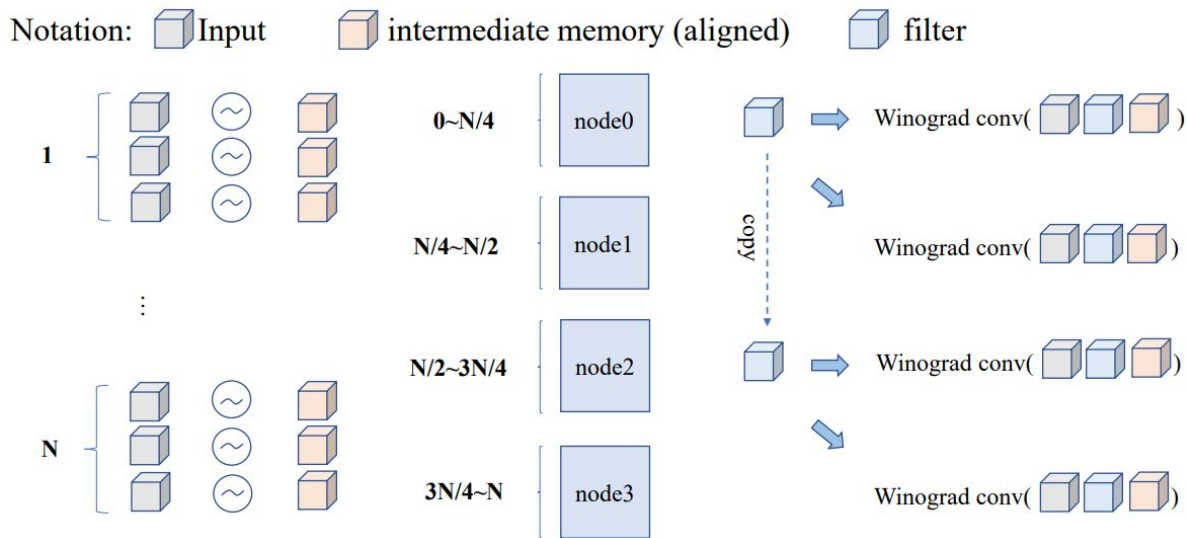 Notation: Input intermediate memory (aligned) filter
1
⋮
N
0~N/4
node0
N/4~N/2
node1
N/2~3N/4
node2
3N/4~N
node3
copy
Winograd conv( )
Winograd conv( )
Winograd conv( )
Winograd conv( )